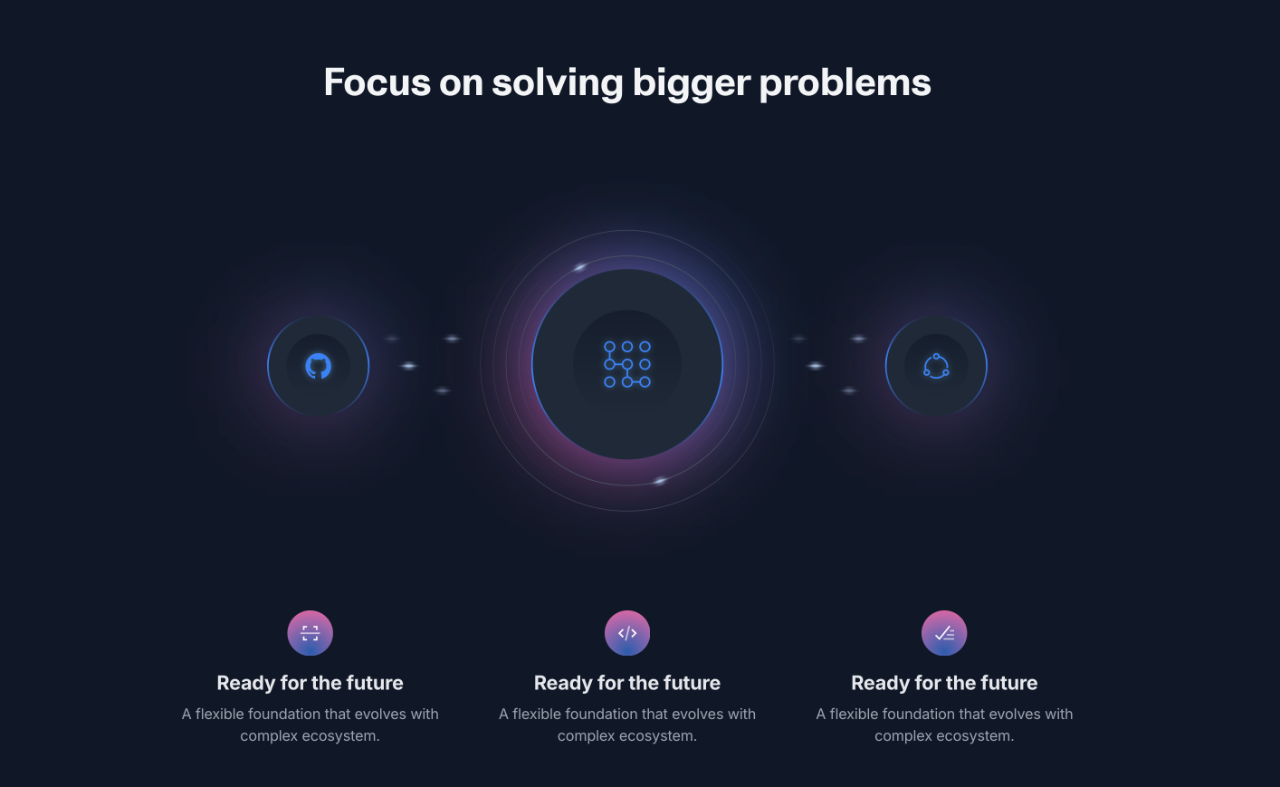 Focus on solving bigger problems
Ready for the future
A flexible foundation that evolves with
complex ecosystem.
Ready for the future
A flexible foundation that evolves with
complex ecosystem.
Ready for the future
A flexible foundation that evolves with
complex ecosystem.